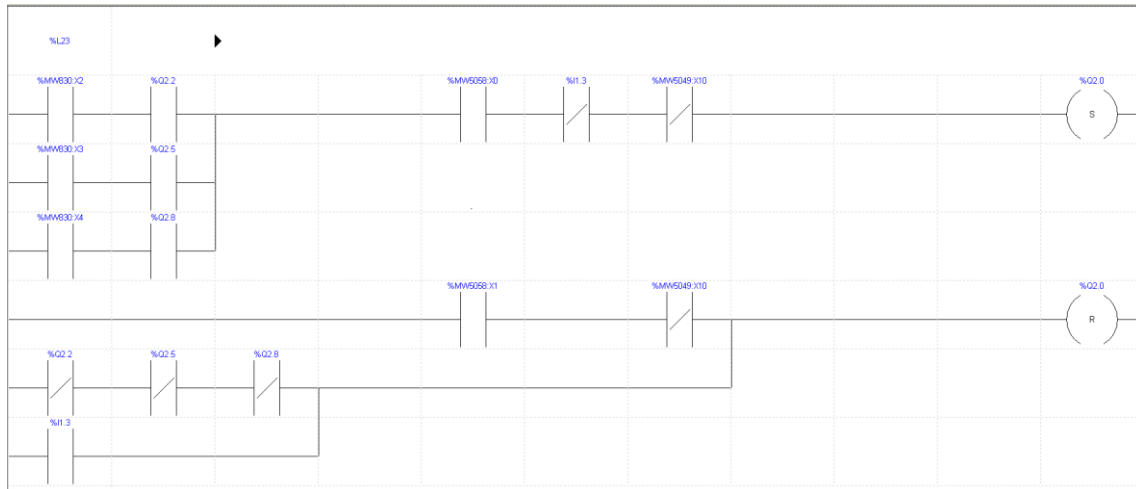 %L23
%MW830:X2 %Q2.2 %MW5058:X0 %I1.3 %MW5049:X10 %Q2.0
S
%MW830:X3 %Q2.5
%MW830:X4 %Q2.8
%MW5058:X1 %MW5049:X10 %Q2.0
R
%Q2.2 %Q2.5 %Q2.8
%I1.3